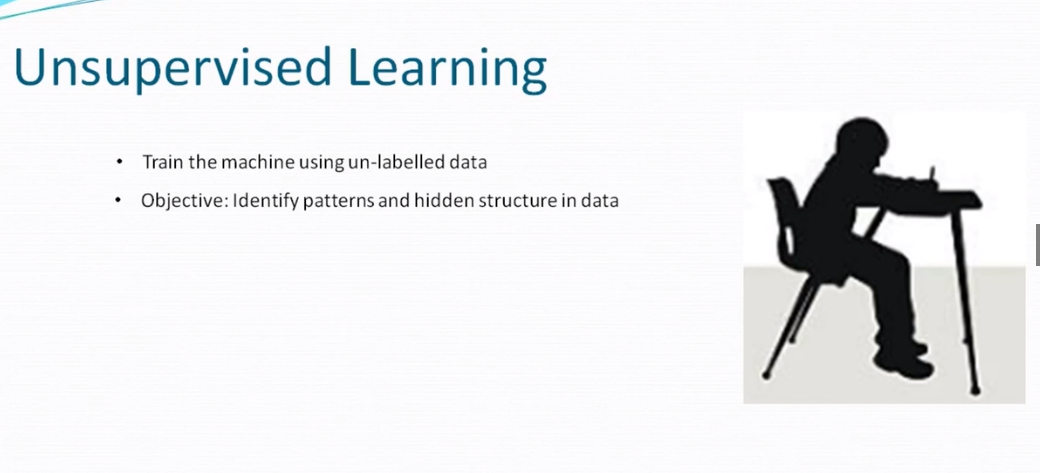 Unsupervised Learning
• Train the machine using un-labelled data
• Objective: Identify patterns and hidden structure in data